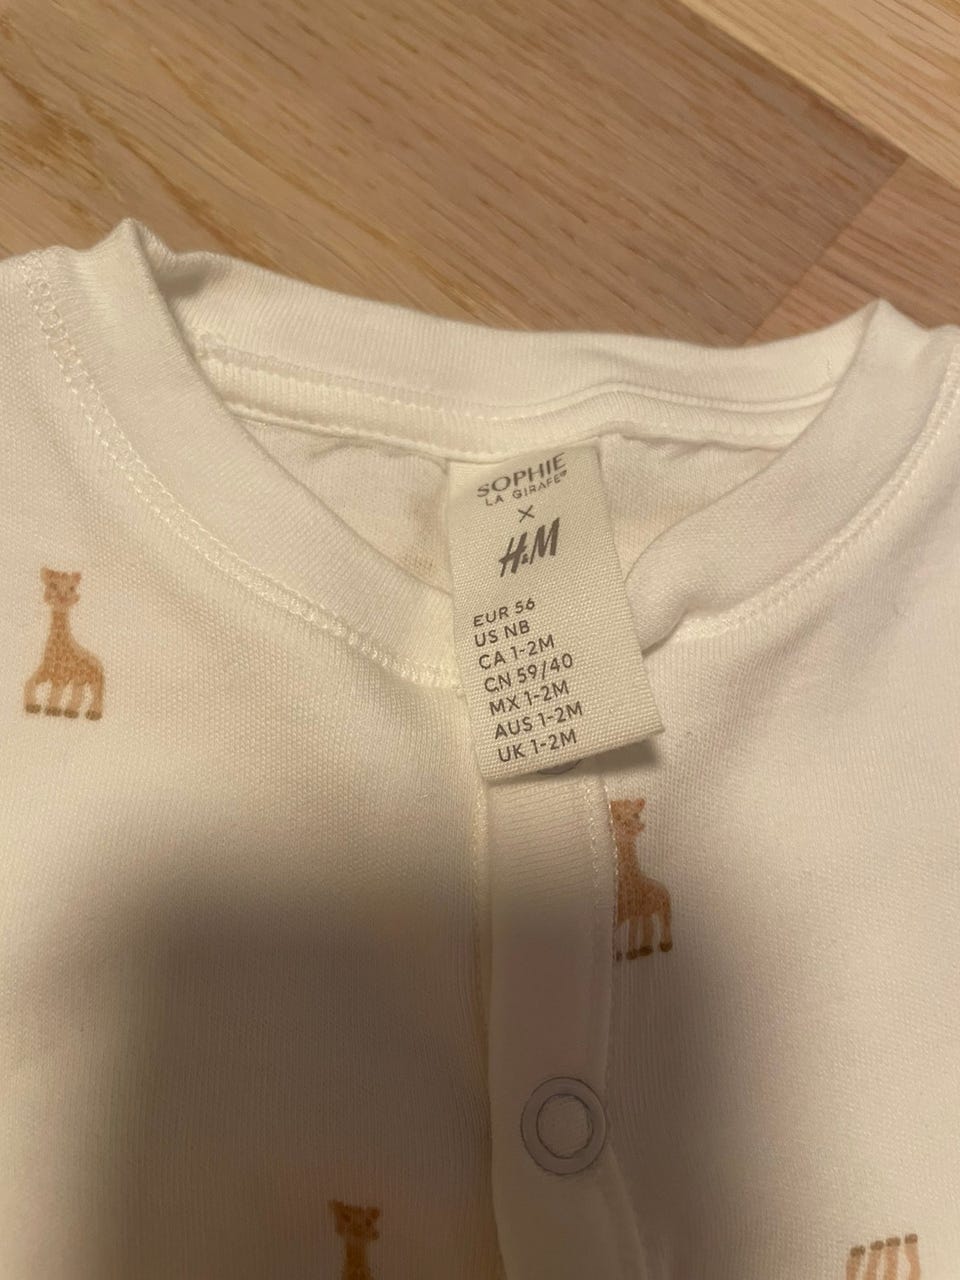 SOPHIE
LA GIRAFE®
×
H&M
EUR 56
US NB
CA 1-2M
CN 59/40
MX 1-2M
AUS 1-2M
UK 1-2M